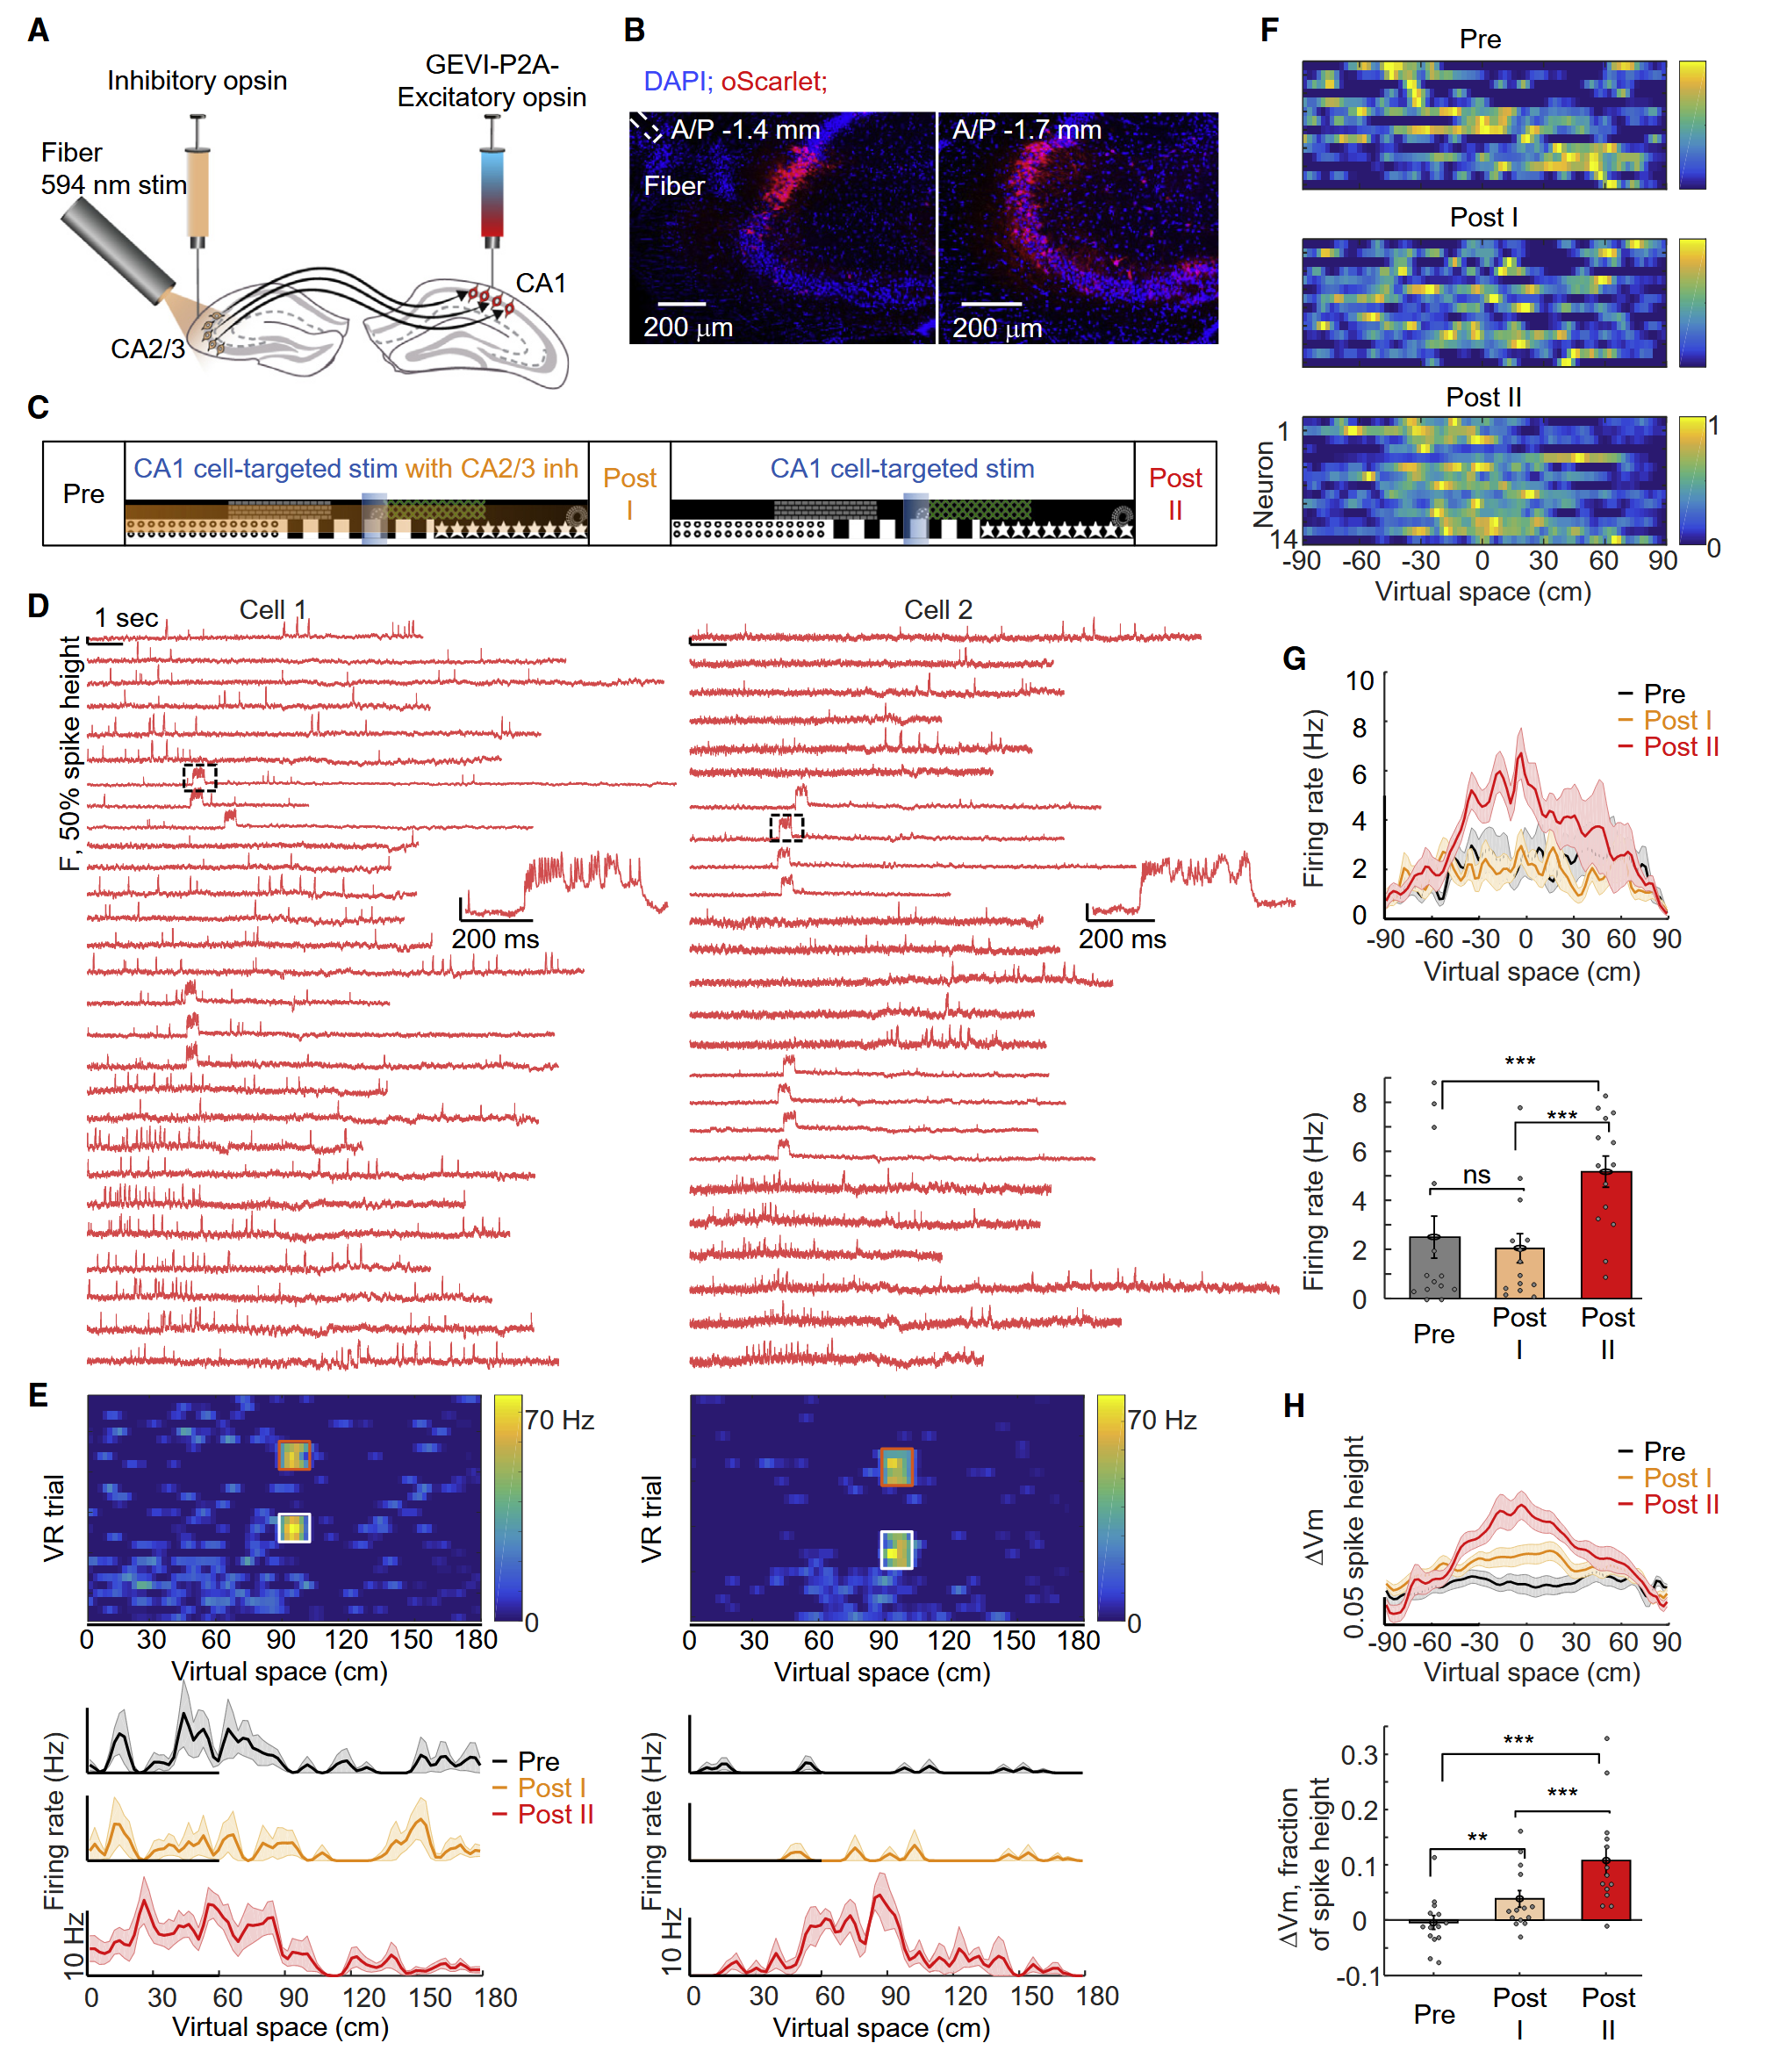 A
Inhibitory opsin
GEVI-P2A-
Excitatory opsin
Fiber
594 nm stim
CA1
CA2/3
B
DAPI; oScarlet;
A/P -1.4 mm
Fiber
200 μm
A/P -1.7 mm
200 μm
C
Pre
CA1 cell-targeted stim with CA2/3 inh
Post
I
CA1 cell-targeted stim
Post
II
D
1 sec
Cell 1
Cell 2
F, 50% spike height
200 ms
200 ms
E
VR trial
70 Hz
0
0 30 60 90 120 150 180
Virtual space (cm)
VR trial
70 Hz
0
0 30 60 90 120 150 180
Virtual space (cm)
Firing rate (Hz)
10 Hz
Pre
Post I
Post II
0 30 60 90 120 150 180
Virtual space (cm)
Firing rate (Hz)
10 Hz
0 30 60 90 120 150 180
Virtual space (cm)
F
Pre
Post I
Post II
Neuron
1
14
1
0
-90 -60 -30 0 30 60 90
Virtual space (cm)
G
Firing rate (Hz)
10
8
6
4
2
0
Pre
Post I
Post II
-90 -60 -30 0 30 60 90
Virtual space (cm)
Firing rate (Hz)
8
6
4
2
0
***
***
ns
Pre
Post
I
Post
II
H
ΔVm
0.05 spike height
Pre
Post I
Post II
-90 -60 -30 0 30 60 90
Virtual space (cm)
ΔVm, fraction
of spike height
0.3
0.2
0.1
0
-0.1
***
***
**
Pre
Post
I
Post
II